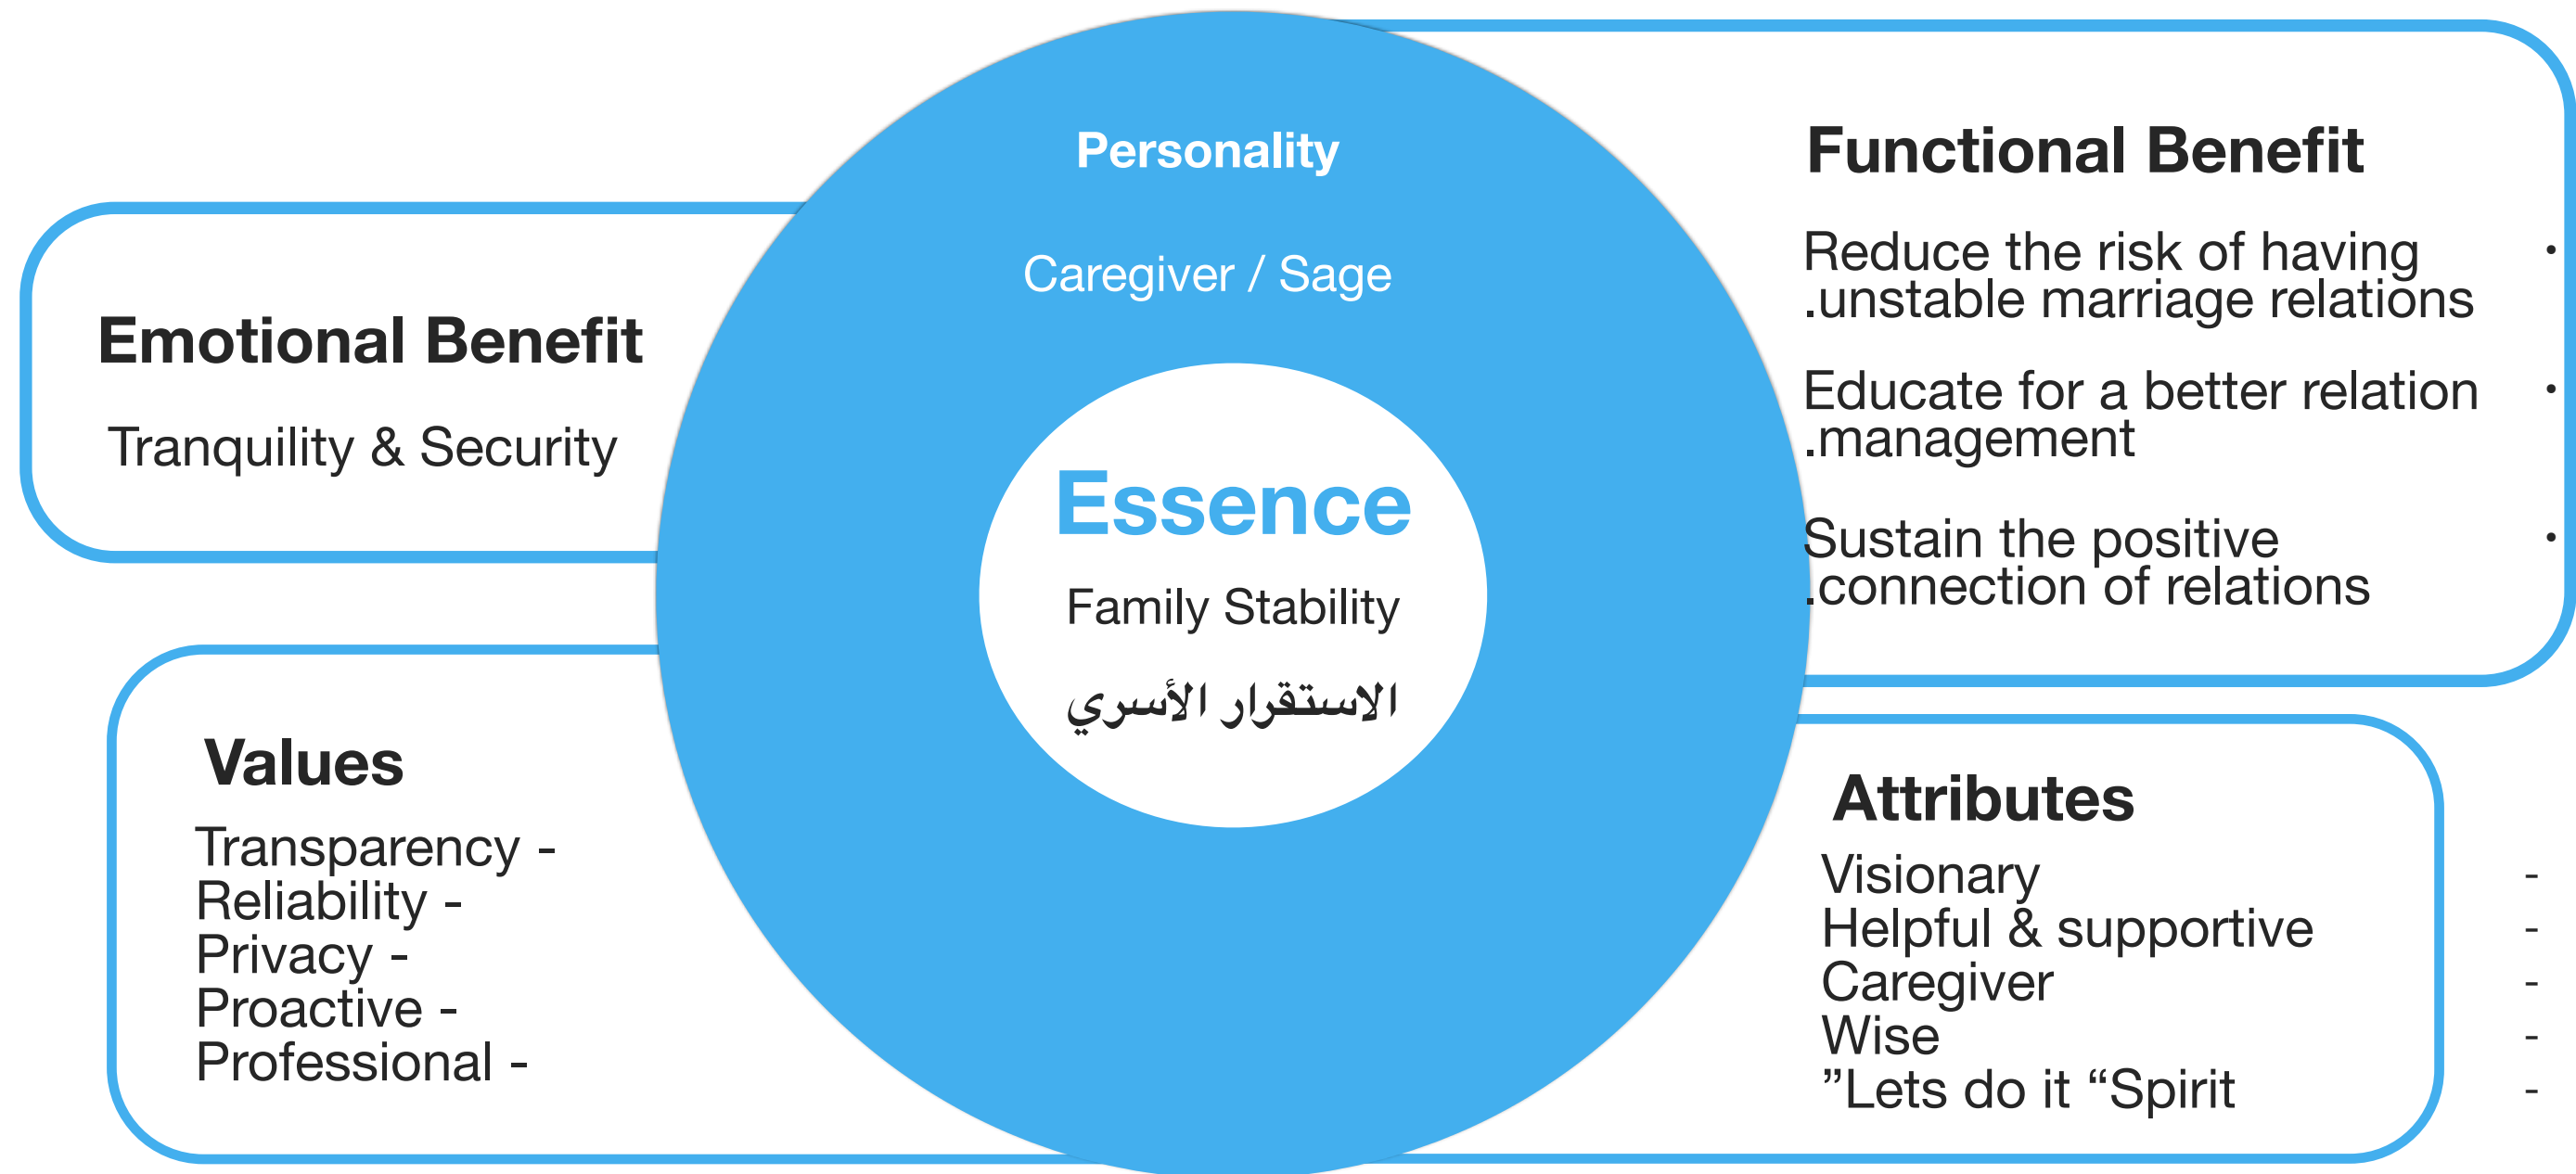 Personality
Caregiver / Sage
Essence
Family Stability
الاستقرار الأسري
Emotional Benefit
Tranquility & Security
Functional Benefit
Reduce the risk of having ·
.unstable marriage relations
Educate for a better relation ·
.management
Sustain the positive ·
.connection of relations
Values
Transparency -
Reliability -
Privacy -
Proactive -
Professional -
Attributes
Visionary -
Helpful & supportive -
Caregiver -
Wise -
”Lets do it “Spirit -